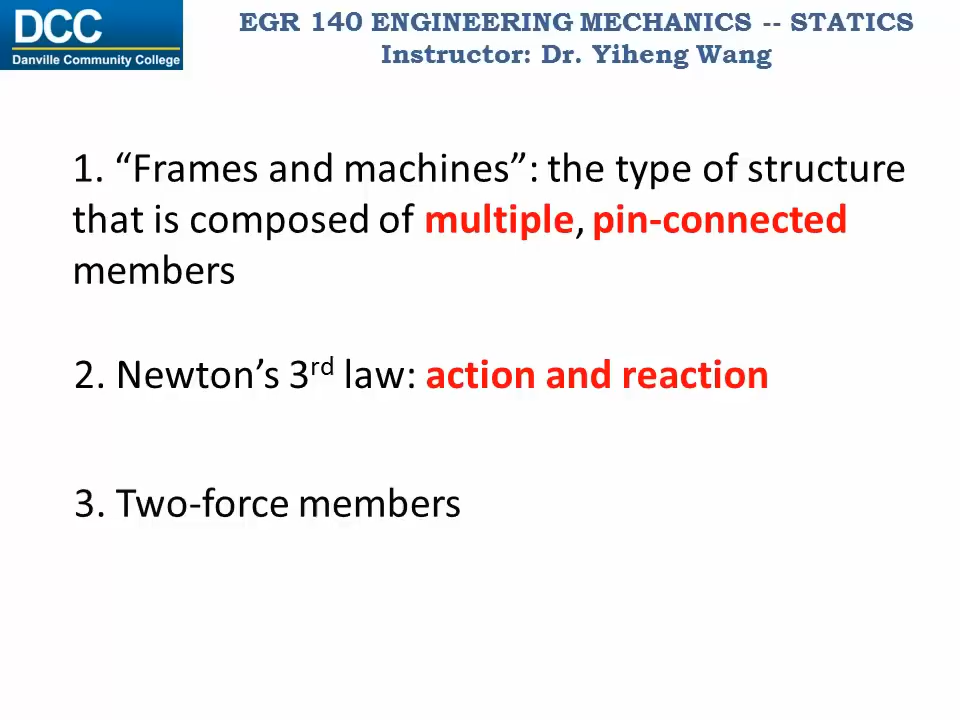 DCC
Danville Community College
EGR 140 ENGINEERING MECHANICS -- STATICS
Instructor: Dr. Yiheng Wang
1. “Frames and machines”: the type of structure
that is composed of multiple, pin-connected
members
2. Newton’s 3rd law: action and reaction
3. Two-force members